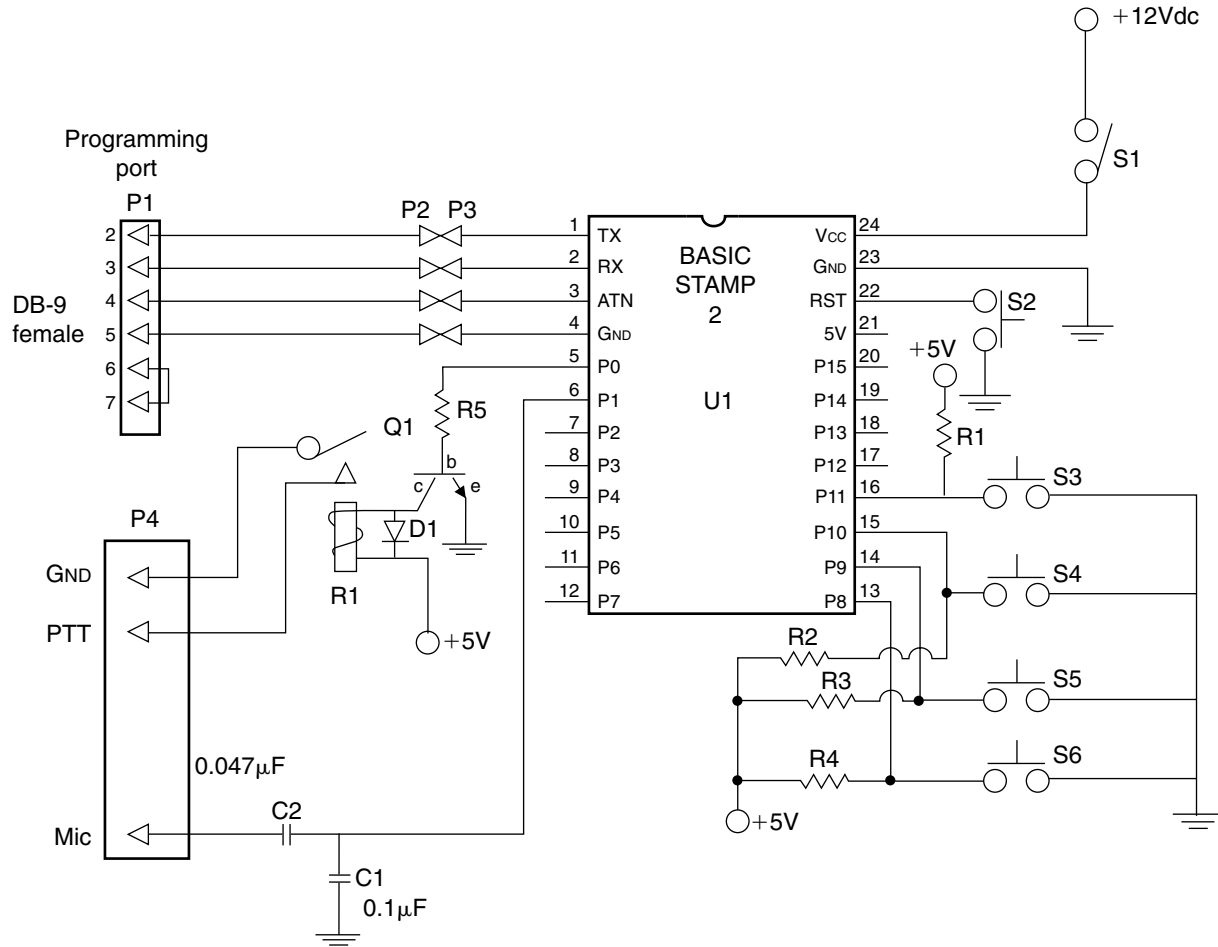 +12Vdc
S1
Programming
port
P1
2
3
4
5
6
7
DB-9
female
P2 P3
1 TX
2 RX
3 ATN
4 GND
5 P0
6 P1
7 P2
8 P3
9 P4
10 P5
11 P6
12 P7
BASIC
STAMP
2
U1
VCC 24
GND 23
RST 22
5V 21
P15 20
P14 19
P13 18
P12 17
P11 16
P10 15
P9 14
P8 13
S2
+5V
R1
S3
S4
S5
S6
R2
R3
R4
+5V
R5
Q1
b
c
e
D1
R1
+5V
P4
GND
PTT
Mic
0.047μF
C2
C1
0.1μF